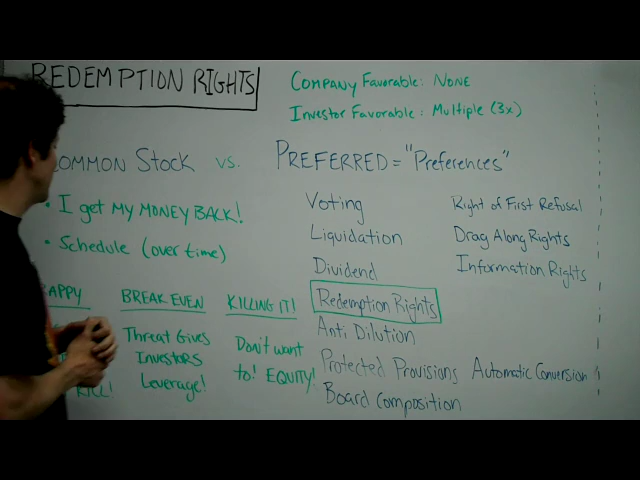 REDEMPTION RIGHTS
Company Favorable: None
Investor Favorable: Multiple (3x)
COMMON Stock vs. PREFERRED = "Preferences"
• I get MY MONEY BACK!
• Schedule (over time)
RAPPY
KILL!
BREAK EVEN
Threat Gives
Investors
Leverage!
KILLING IT!
Don't want
to! EQUITY!
Voting
Liquidation
Dividend
Redemption Rights
Anti Dilution
Protected Provisions
Board Composition
Right of First Refusal
Drag Along Rights
Information Rights
Automatic Conversion